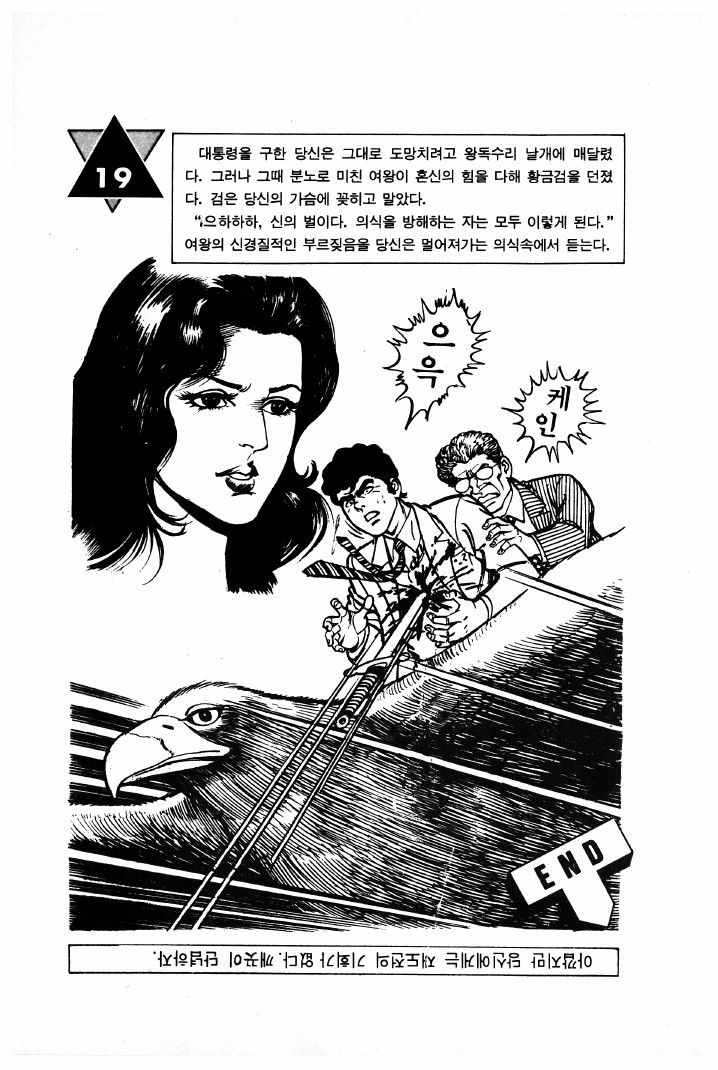 19
대통령을 구한 당신은 그대로 도망치려고 왕독수리 날개에 매달렸
다. 그러나 그때 분노로 미친 여왕이 혼신의 힘을 다해 황금검을 던졌
다. 검은 당신의 가슴에 꽂히고 말았다.
“으하하하, 신의 벌이다. 의식을 방해하는 자는 모두 이렇게 된다.”
여왕의 신경질적인 부르짖음을 당신은 멀어져가는 의식속에서 듣는다.
으
윽
케
인
END
아깝지만 당신에게는 재도전의 기회가 없다. 깨끗이 단념하자.